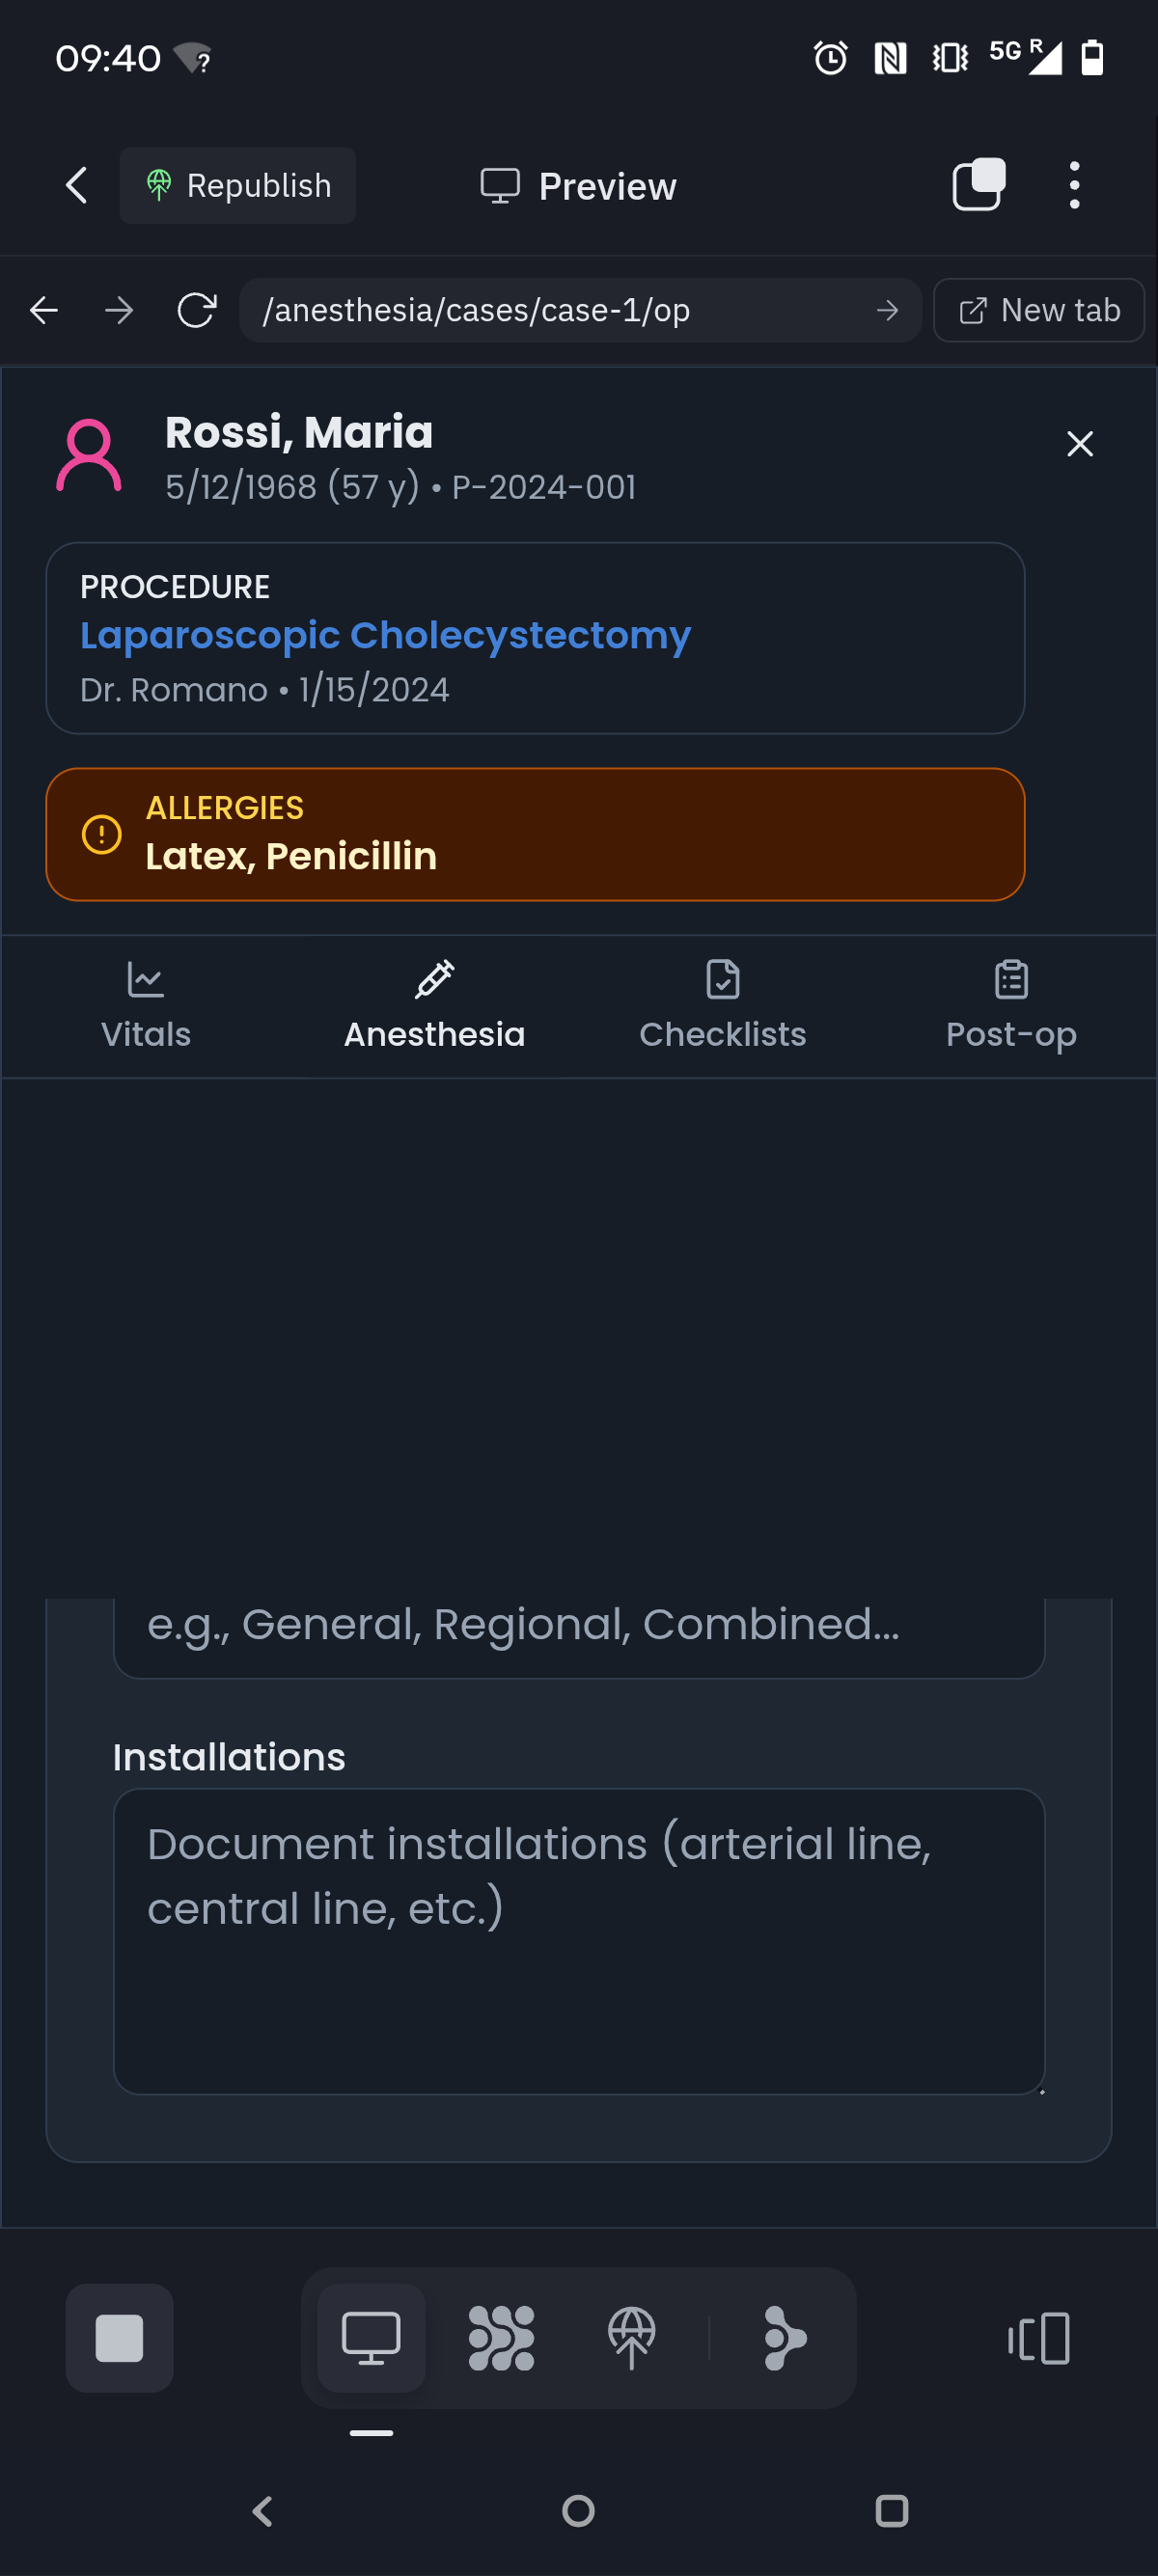 09:40
5G R
Republish
Preview
/anesthesia/cases/case-1/op
New tab
Rossi, Maria
5/12/1968 (57 y) • P-2024-001
PROCEDURE
Laparoscopic Cholecystectomy
Dr. Romano • 1/15/2024
ALLERGIES
Latex, Penicillin
Vitals
Anesthesia
Checklists
Post-op
e.g., General, Regional, Combined...
Installations
Document installations (arterial line,
central line, etc.)